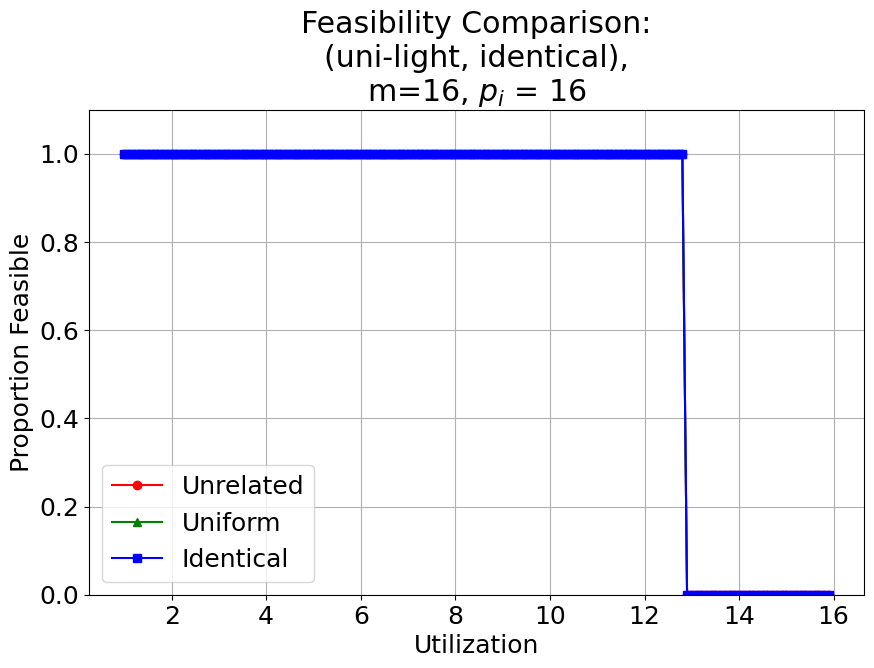 Feasibility Comparison:
(uni-light, identical),
m=16, $p_i$ = 16
Proportion Feasible
1.0
0.8
0.6
0.4
0.2
0.0
Unrelated
Uniform
Identical
2 4 6 8 10 12 14 16
Utilization